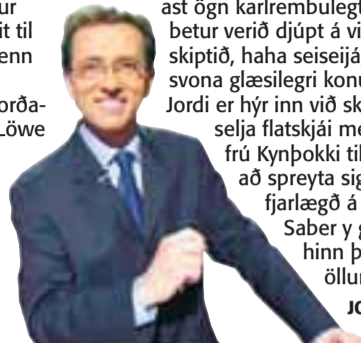 ur
it til
enn
orða-
Löwe
ast ögn karlrembulegt
betur verið djúpt á vi
skiptið, haha seiseijá
svona glæsilegri konu
Jordi er hýr inn við sk
selja flatskjái me
frú Kynþokki til
að spreyta sig
fjarlægð á
Saber y g
hinn þ
öllur
JO